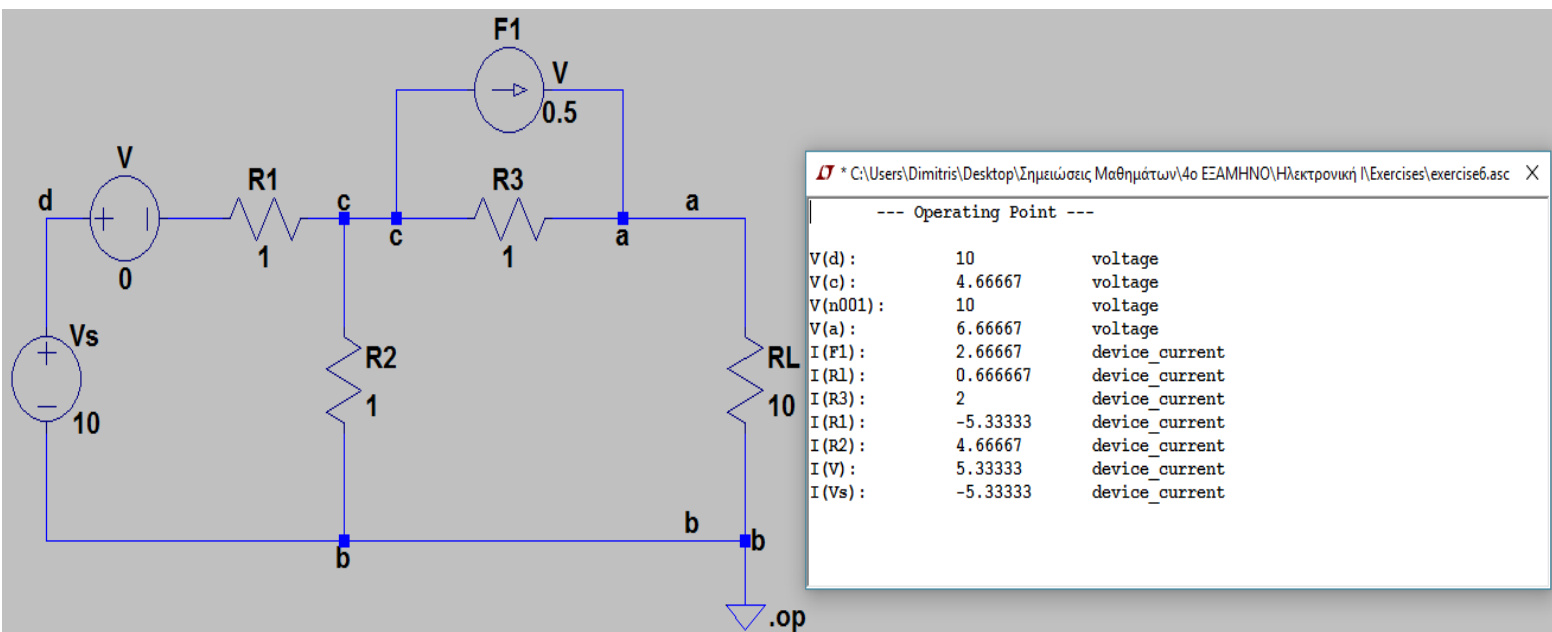 F1
V
0.5
V
R1
R3
d
c
a
c
a
1
1
0
Vs
R2
RL
1
10
10
b
b
b
.op
* C:\Users\Dimitris\Desktop\Σημειώσεις Μαθημάτων\4ο ΕΞΑΜΗΝΟ\Ηλεκτρονική Ι\Exercises\exercise6.asc
--- Operating Point ---
V(d): 10 voltage
V(c): 4.66667 voltage
V(n001): 10 voltage
V(a): 6.66667 voltage
I(F1): 2.66667 device_current
I(Rl): 0.666667 device_current
I(R3): 2 device_current
I(R1): -5.33333 device_current
I(R2): 4.66667 device_current
I(V): 5.33333 device_current
I(Vs): -5.33333 device_current